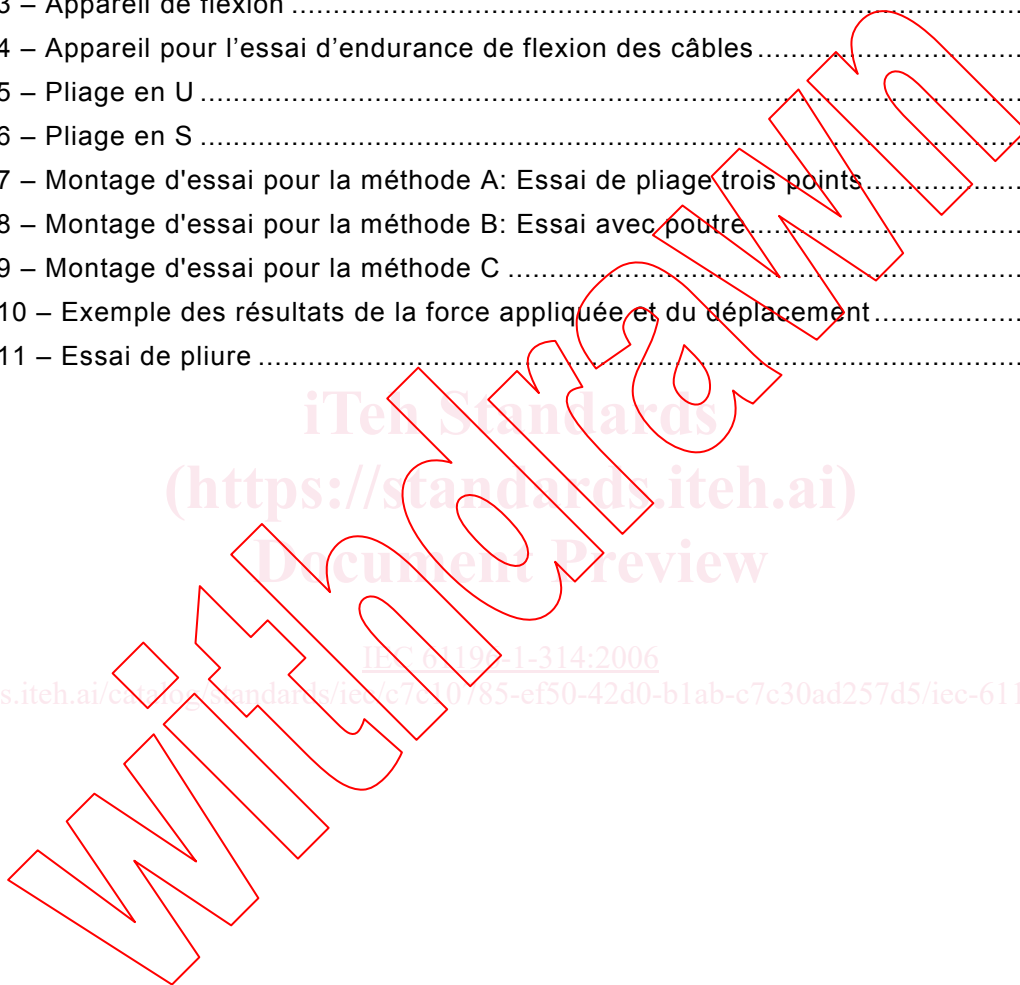 3 – Appareil de flexion ........................................................................................
4 – Appareil pour l’essai d’endurance de flexion des câbles ................................
5 – Pliage en U ....................................................................................................
6 – Pliage en S ....................................................................................................
7 – Montage d'essai pour la méthode A: Essai de pliage trois points ...................
8 – Montage d'essai pour la méthode B: Essai avec poutre .................................
9 – Montage d'essai pour la méthode C ...............................................................
10 – Exemple des résultats de la force appliquée et du déplacement ..................
11 – Essai de pliure .............................................................................................
iTeh Standards
(https://standards.iteh.ai)
Document Preview
IEC 61196-1-314:2006
s.iteh.ai/catalog/standards/iec/c7c10785-ef50-42d0-b1ab-c7c30ad257d5/iec-611
withdrawn